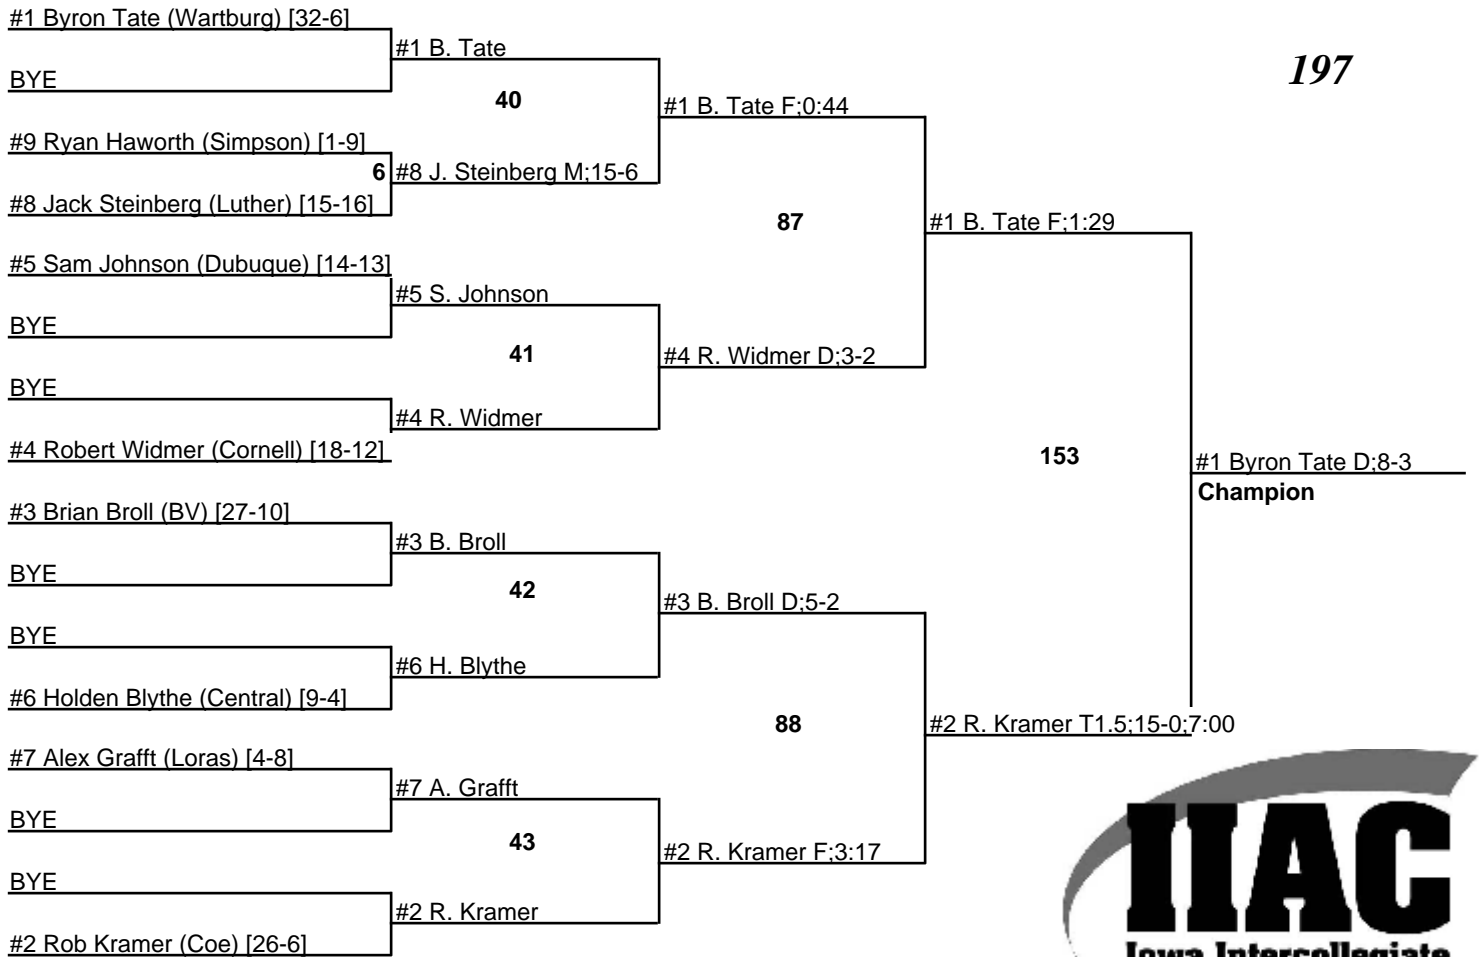 #1 Byron Tate (Wartburg) [32-6]
BYE
#9 Ryan Haworth (Simpson) [1-9]
#8 Jack Steinberg (Luther) [15-16]
#5 Sam Johnson (Dubuque) [14-13]
BYE
BYE
#4 Robert Widmer (Cornell) [18-12]
#3 Brian Broll (BV) [27-10]
BYE
BYE
#6 Holden Blythe (Central) [9-4]
#7 Alex Grafft (Loras) [4-8]
BYE
BYE
#2 Rob Kramer (Coe) [26-6]
#1 B. Tate
6
#8 J. Steinberg M;15-6
#5 S. Johnson
#4 R. Widmer
#3 B. Broll
#6 H. Blythe
#7 A. Grafft
#2 R. Kramer
40
41
42
43
#1 B. Tate F;0:44
#4 R. Widmer D;3-2
#3 B. Broll D;5-2
#2 R. Kramer F;3:17
87
88
#1 B. Tate F;1:29
#2 R. Kramer T1.5;15-0;7:00
153
#1 Byron Tate D;8-3
Champion
197
IIAC
Iowa Intercollegiate